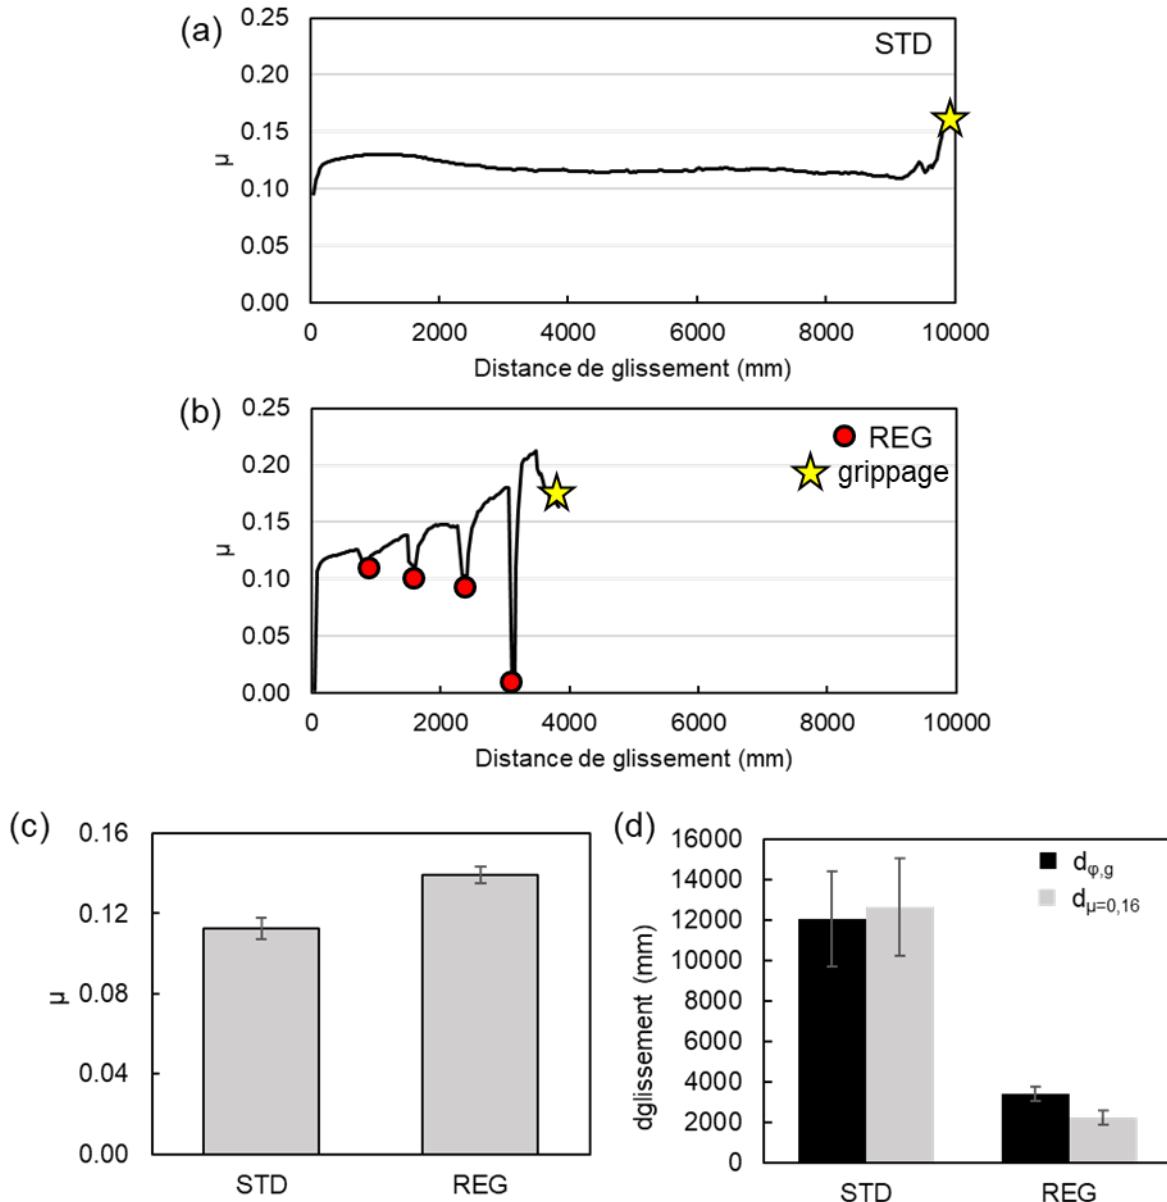 (a)
STD
0.25
0.20
0.15
0.10
0.05
0.00
µ
0 2000 4000 6000 8000 10000
Distance de glissement (mm)
(b)
REG
grippage
0.25
0.20
0.15
0.10
0.05
0.00
µ
0 2000 4000 6000 8000 10000
Distance de glissement (mm)
(c)
0.16
0.12
0.08
0.04
0.00
µ
STD REG
(d)
dφ,g
dµ=0,16
16000
14000
12000
10000
8000
6000
4000
2000
0
dglissement (mm)
STD REG